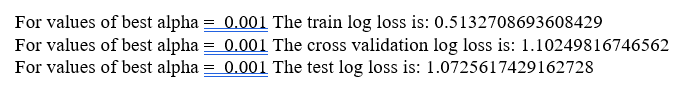 For values of best alpha = 0.001 The train log loss is: 0.5132708693608429
For values of best alpha = 0.001 The cross validation log loss is: 1.10249816746562
For values of best alpha = 0.001 The test log loss is: 1.0725617429162728